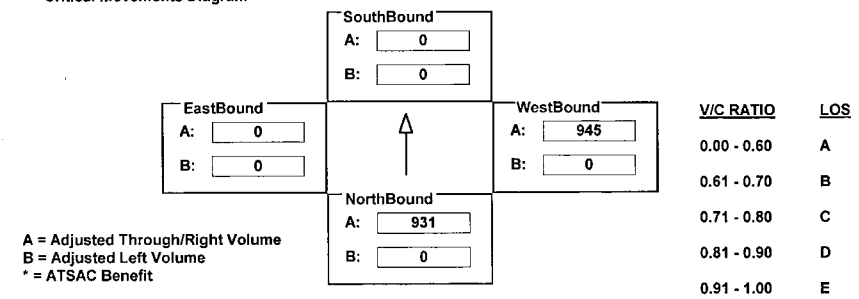 Critical Movements Diagram
SouthBound
A: 0
B: 0
EastBound
A: 0
B: 0
WestBound
A: 945
B: 0
NorthBound
A: 931
B: 0
A = Adjusted Through/Right Volume
B = Adjusted Left Volume
* = ATSAC Benefit
V/C RATIO LOS
0.00 - 0.60 A
0.61 - 0.70 B
0.71 - 0.80 C
0.81 - 0.90 D
0.91 - 1.00 E